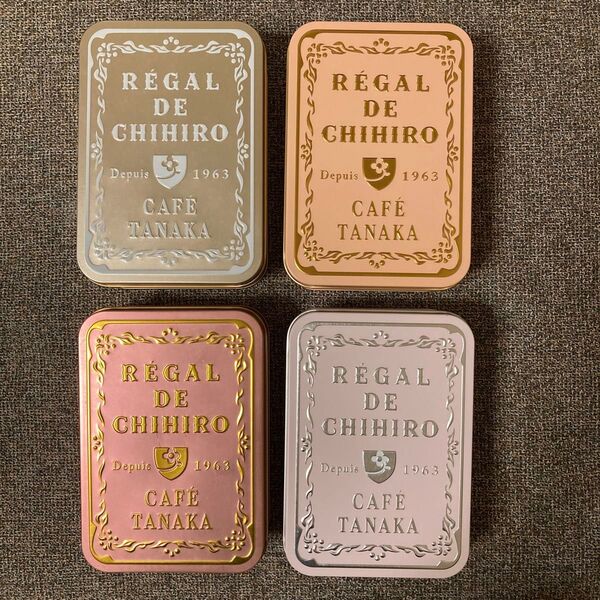 RÉGAL
DE
CHIHIRO
Depuis 1963
CAFÉ
TANAKA
RÉGAL
DE
CHIHIRO
Depuis 1963
CAFÉ
TANAKA
RÉGAL
DE
CHIHIRO
Depuis 1963
CAFÉ
TANAKA
RÉGAL
DE
CHIHIRO
Depuis 1963
CAFÉ
TANAKA